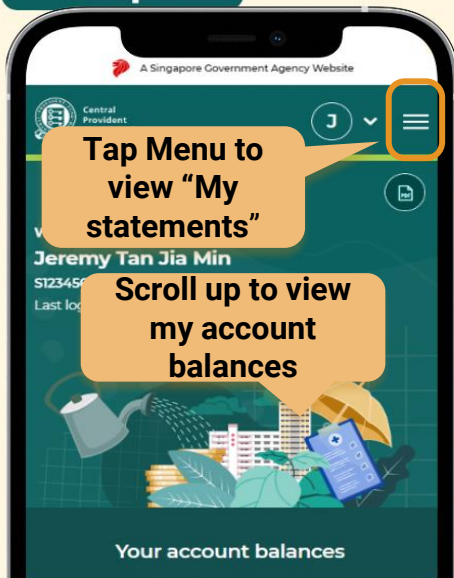 A Singapore Government Agency Website
Central
Provident
J
Tap Menu to
view “My
statements”
PDF
Jeremy Tan Jia Min
Scroll up to view
my account
balances
Your account balances